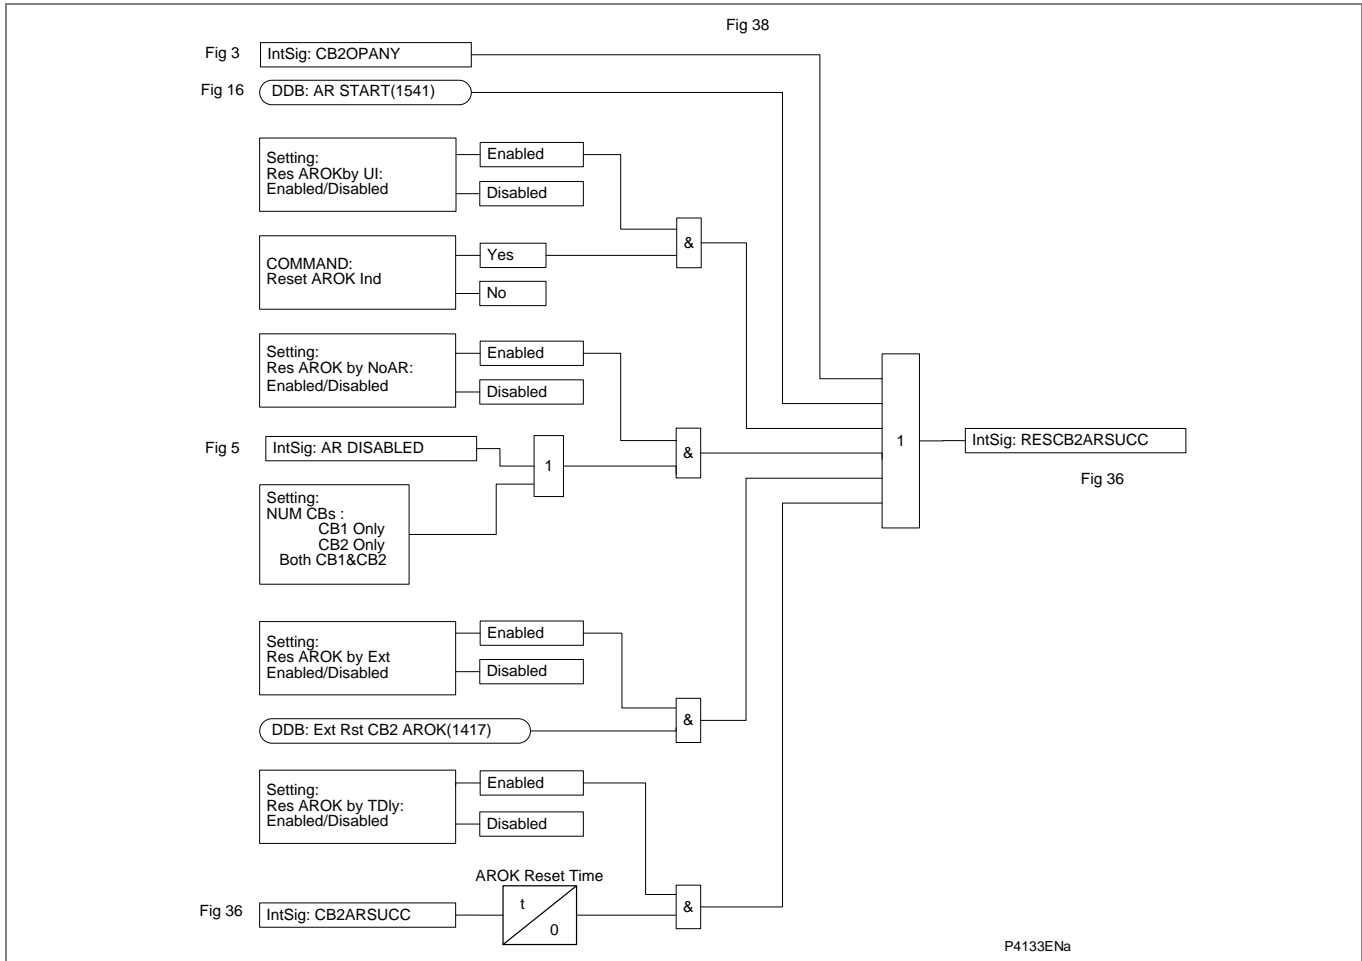 Fig 38
Fig 3
IntSig: CB2OPANY
Fig 16
DDB: AR START(1541)
Setting:
Res AROKby UI:
Enabled/Disabled
Enabled
Disabled
COMMAND:
Reset AROK Ind
Yes
No
&
Setting:
Res AROK by NoAR:
Enabled/Disabled
Enabled
Disabled
Fig 5
IntSig: AR DISABLED
1
&
Setting:
NUM CBs :
CB1 Only
CB2 Only
Both CB1&CB2
1
IntSig: RESCB2ARSUCC
Fig 36
Setting:
Res AROK by Ext
Enabled/Disabled
Enabled
Disabled
DDB: Ext Rst CB2 AROK(1417)
&
Setting:
Res AROK by TDly:
Enabled/Disabled
Enabled
Disabled
AROK Reset Time
Fig 36
IntSig: CB2ARSUCC
t
0
&
P4133ENa